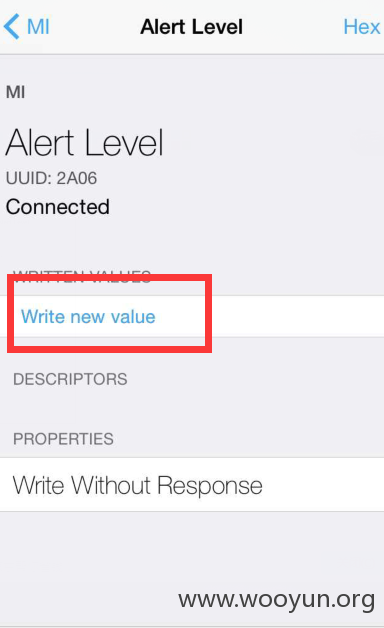 MI
Alert Level
Hex
MI
Alert Level
UUID: 2A06
Connected
WRITTEN VALUES
Write new value
DESCRIPTORS
PROPERTIES
Write Without Response
www.wooyun.org